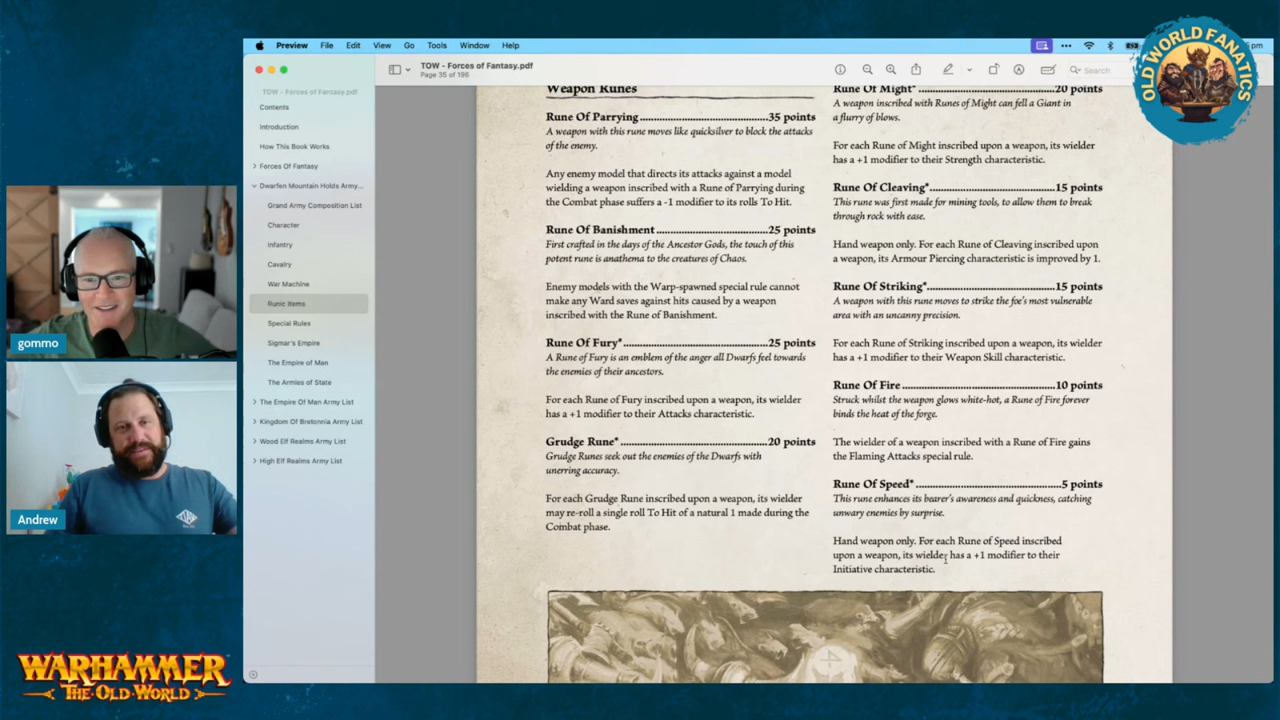 Preview File Edit View Go Tools Window Help
pm
OLD WORLD FANATICS
TOW - Forces of Fantasy.pdf
Page 35 of 196
Search
TOW - Forces of Fantasy.pdf
Contents
Introduction
How This Book Works
Forces Of Fantasy
Dwarfen Mountain Holds Army...
Grand Army Composition List
Character
Infantry
Cavalry
War Machine
Runic Items
Special Rules
Sigmar's Empire
The Empire of Man
The Armies of State
The Empire Of Man Army List
Kingdom Of Bretonnia Army List
Wood Elf Realms Army List
High Elf Realms Army List
Weapon Runes
Rune Of Parrying..................................35 points
A weapon with this rune moves like quicksilver to block the attacks
of the enemy.
Any enemy model that directs its attacks against a model
wielding a weapon inscribed with a Rune of Parrying during
the Combat phase suffers a -1 modifier to its rolls To Hit.
Rune Of Banishment.............................25 points
First crafted in the days of the Ancestor Gods, the touch of this
potent rune is anathema to the creatures of Chaos.
Enemy models with the Warp-spawned special rule cannot
make any Ward saves against hits caused by a weapon
inscribed with the Rune of Banishment.
Rune Of Fury*......................................25 points
A Rune of Fury is an emblem of the anger all Dwarfs feel towards
the enemies of their ancestors.
For each Rune of Fury inscribed upon a weapon, its wielder
has a +1 modifier to their Attacks characteristic.
Grudge Rune*......................................20 points
Grudge Runes seek out the enemies of the Dwarfs with
unerring accuracy.
For each Grudge Rune inscribed upon a weapon, its wielder
may re-roll a single roll To Hit of a natural 1 made during the
Combat phase.
Rune Of Might*...................................20 points
A weapon inscribed with Runes of Might can fell a Giant in
a flurry of blows.
For each Rune of Might inscribed upon a weapon, its wielder
has a +1 modifier to their Strength characteristic.
Rune Of Cleaving*................................15 points
This rune was first made for mining tools, to allow them to break
through rock with ease.
Hand weapon only. For each Rune of Cleaving inscribed upon
a weapon, its Armour Piercing characteristic is improved by 1.
Rune Of Striking*.................................15 points
A weapon with this rune moves to strike the foe's most vulnerable
area with an uncanny precision.
For each Rune of Striking inscribed upon a weapon, its wielder
has a +1 modifier to their Weapon Skill characteristic.
Rune Of Fire.......................................10 points
Struck whilst the weapon glows white-hot, a Rune of Fire forever
binds the heat of the forge.
The wielder of a weapon inscribed with a Rune of Fire gains
the Flaming Attacks special rule.
Rune Of Speed*.....................................5 points
This rune enhances its bearer's awareness and quickness, catching
unwary enemies by surprise.
Hand weapon only. For each Rune of Speed inscribed
upon a weapon, its wielder has a +1 modifier to their
Initiative characteristic.
gommo
Andrew
WARHAMMER
THE OLD WORLD